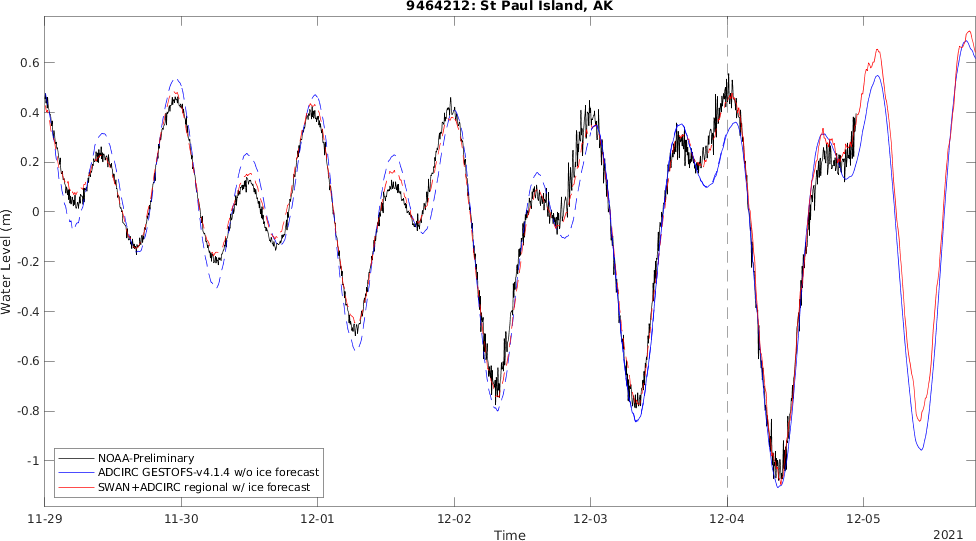 9464212: St Paul Island, AK
Water Level (m)
0.6
0.4
0.2
0
-0.2
-0.4
-0.6
-0.8
-1
NOAA-Preliminary
ADCIRC GESTOFS-v4.1.4 w/o ice forecast
SWAN+ADCIRC regional w/ ice forecast
11-29 11-30 12-01 12-02 12-03 12-04 12-05
Time
2021